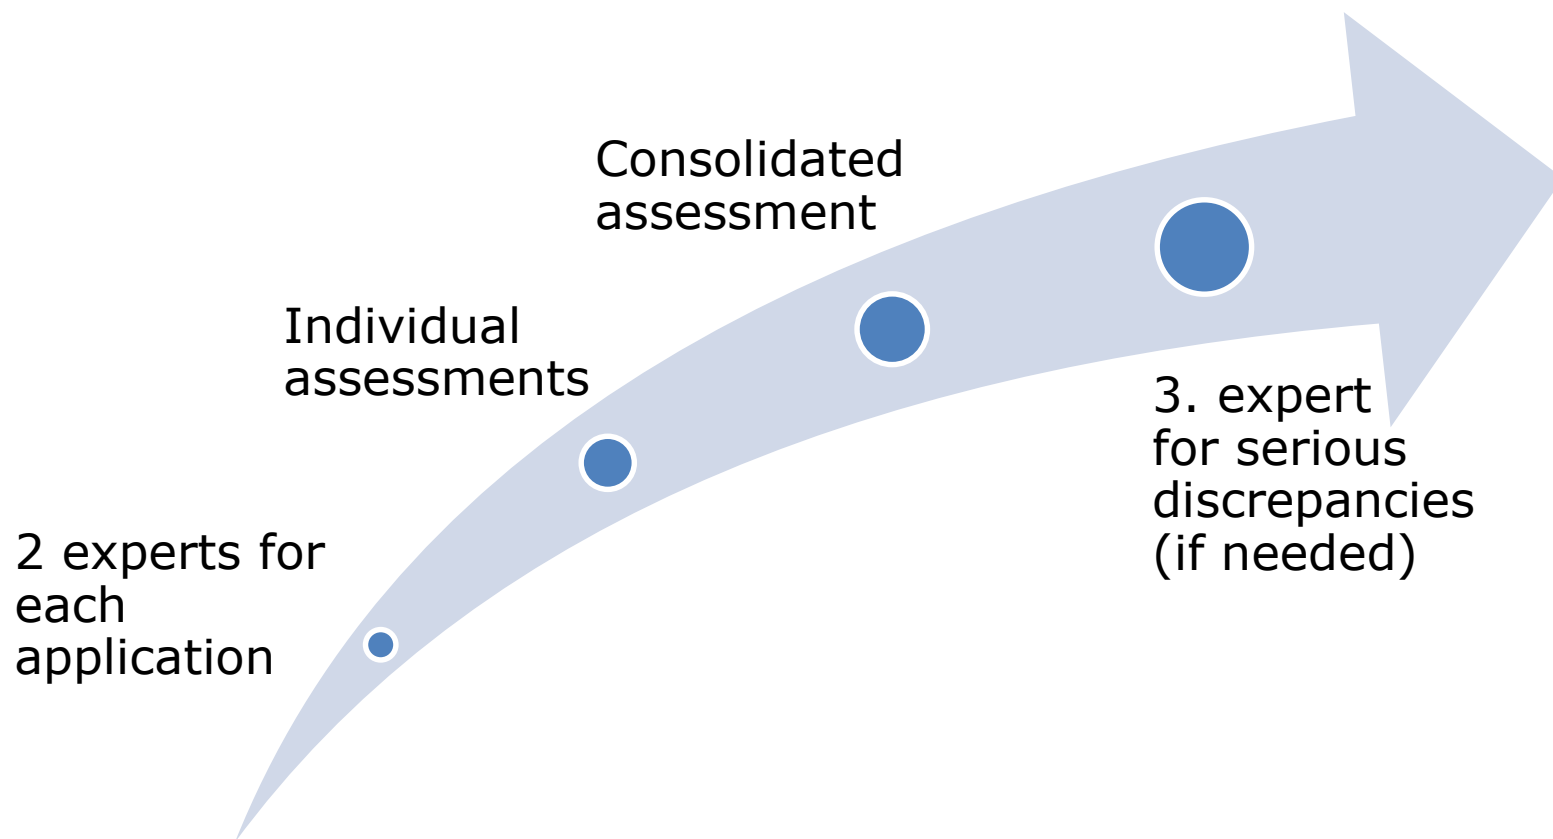 2 experts for
each
application
Individual
assessments
Consolidated
assessment
3. expert
for serious
discrepancies
(if needed)